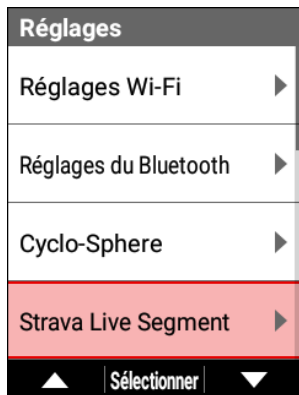 Réglages
Réglages Wi-Fi
Réglages du Bluetooth
Cyclo-Sphere
Strava Live Segment
Sélectionner